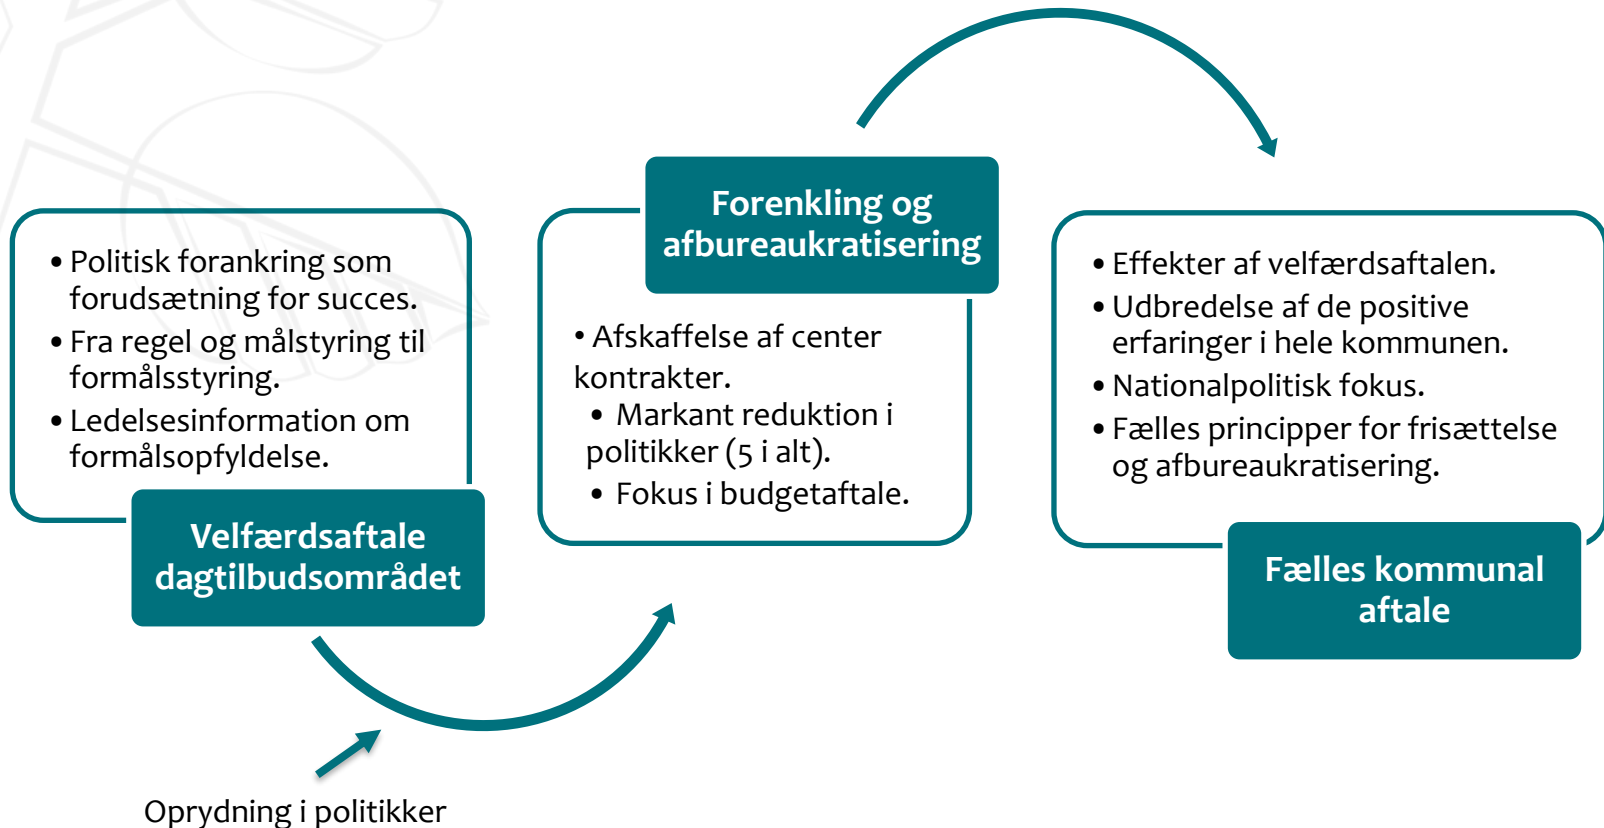 • Politisk forankring som
forudsætning for succes.
• Fra regel og målstyring til
formålsstyring.
• Ledelsesinformation om
formålsopfyldelse.
Velfærdsaftale
dagtilbudsområdet
Oprydning i politikker
Forenkling og
afbureaukratisering
• Afskaffelse af center
kontrakter.
• Markant reduktion i
politikker (5 i alt).
• Fokus i budgetaftale.
• Effekter af velfærdsaftalen.
• Udbredelse af de positive
erfaringer i hele kommunen.
• Nationalpolitisk fokus.
• Fælles principper for frisættelse
og afbureaukratisering.
Fælles kommunal
aftale